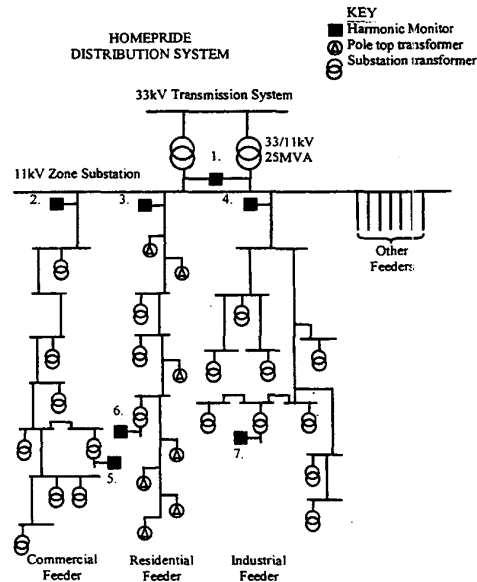 KEY
Harmonic Monitor
Pole top transformer
Substation transformer
HOMEPRIDE
DISTRIBUTION SYSTEM
33kV Transmission System
33/11kV
25MVA
1.
11kV Zone Substation
2.
3.
4.
Other
Feeders
6.
5.
7.
Commercial
Feeder
Residential
Feeder
Industrial
Feeder